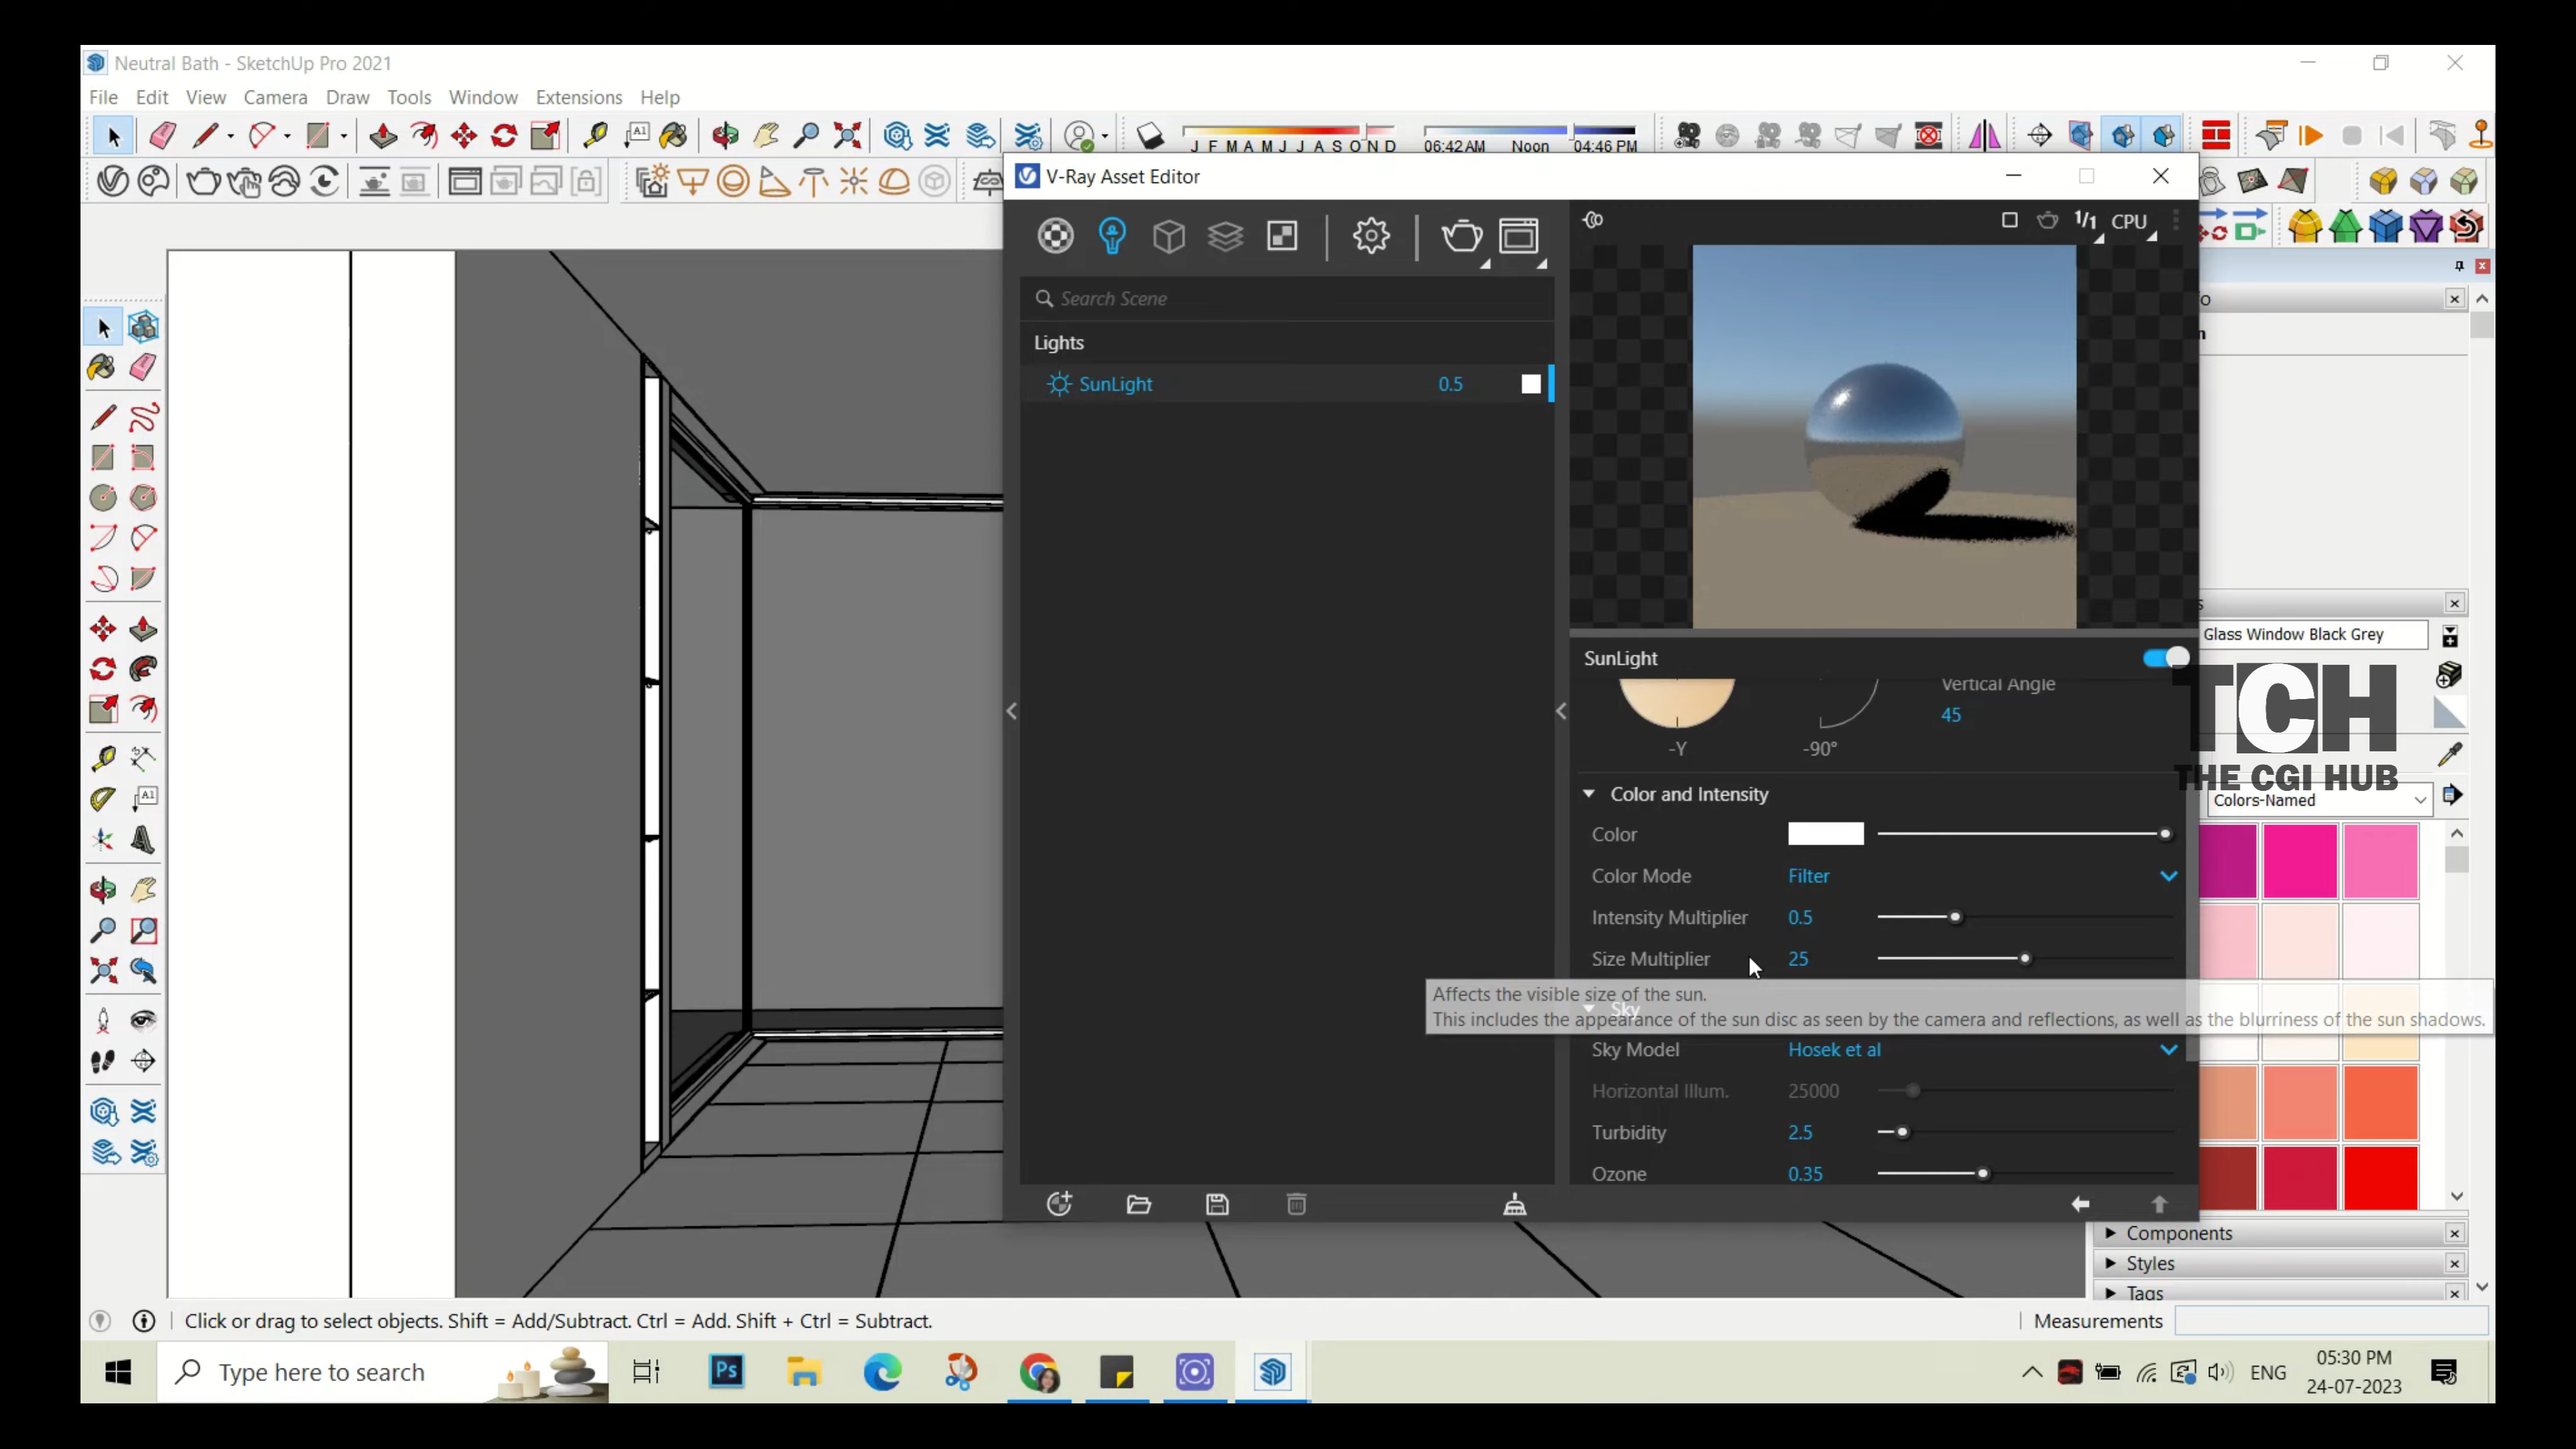 Neutral Bath - SketchUp Pro 2021
File Edit View Camera Draw Tools Window Extensions Help
A1
J F M A M J J A S O N D
06:42 AM Noon 04:46 PM
V-Ray Asset Editor
1/1 CPU
Search Scene
Lights
SunLight 0.5
SunLight
Vertical Angle
45
-Y
-90°
Color and Intensity
Color
Color Mode Filter
Intensity Multiplier 0.5
Size Multiplier 25
Affects the visible size of the sun.
Sky
This includes the appearance of the sun disc as seen by the camera and reflections, as well as the blurriness of the sun shadows.
Sky Model Hosek et al
Horizontal Illum. 25000
Turbidity 2.5
Ozone 0.35
Glass Window Black Grey
TCH
THE CGI HUB
Colors-Named
A1
Components
Styles
Tags
Click or drag to select objects. Shift = Add/Subtract. Ctrl = Add. Shift + Ctrl = Subtract.
Measurements
Type here to search
Ps
ENG
05:30 PM
24-07-2023